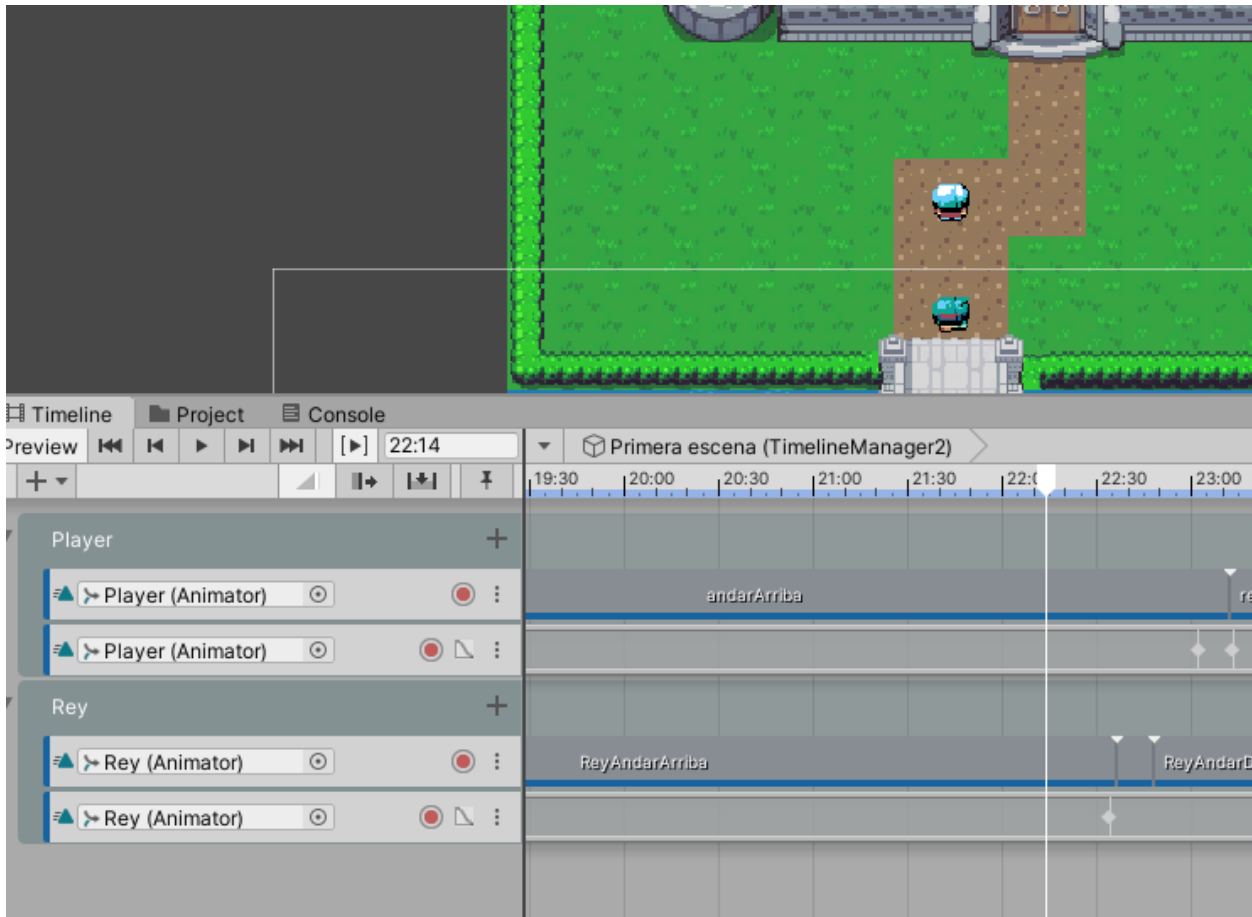 Timeline Project Console
Preview 22:14 Primera escena (TimelineManager2)
19:30 20:00 20:30 21:00 21:30 22:30 23:00
Player
Player (Animator) andarArriba
Player (Animator)
Rey
Rey (Animator) ReyAndarArriba
Rey (Animator)